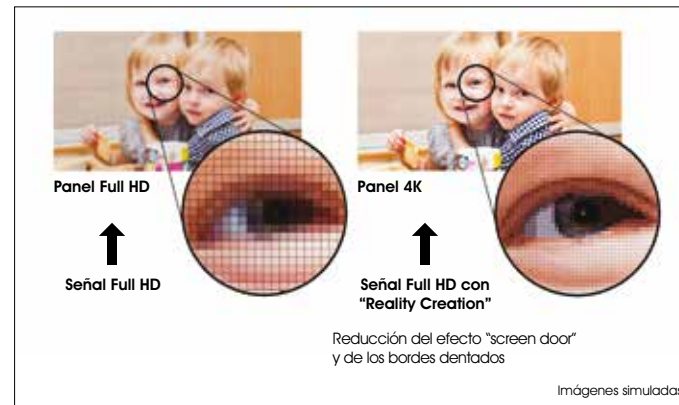 Panel Full HD
Señal Full HD
Panel 4K
Señal Full HD con
“Reality Creation”
Reducción del efecto “screen door”
y de los bordes dentados
Imágenes simuladas